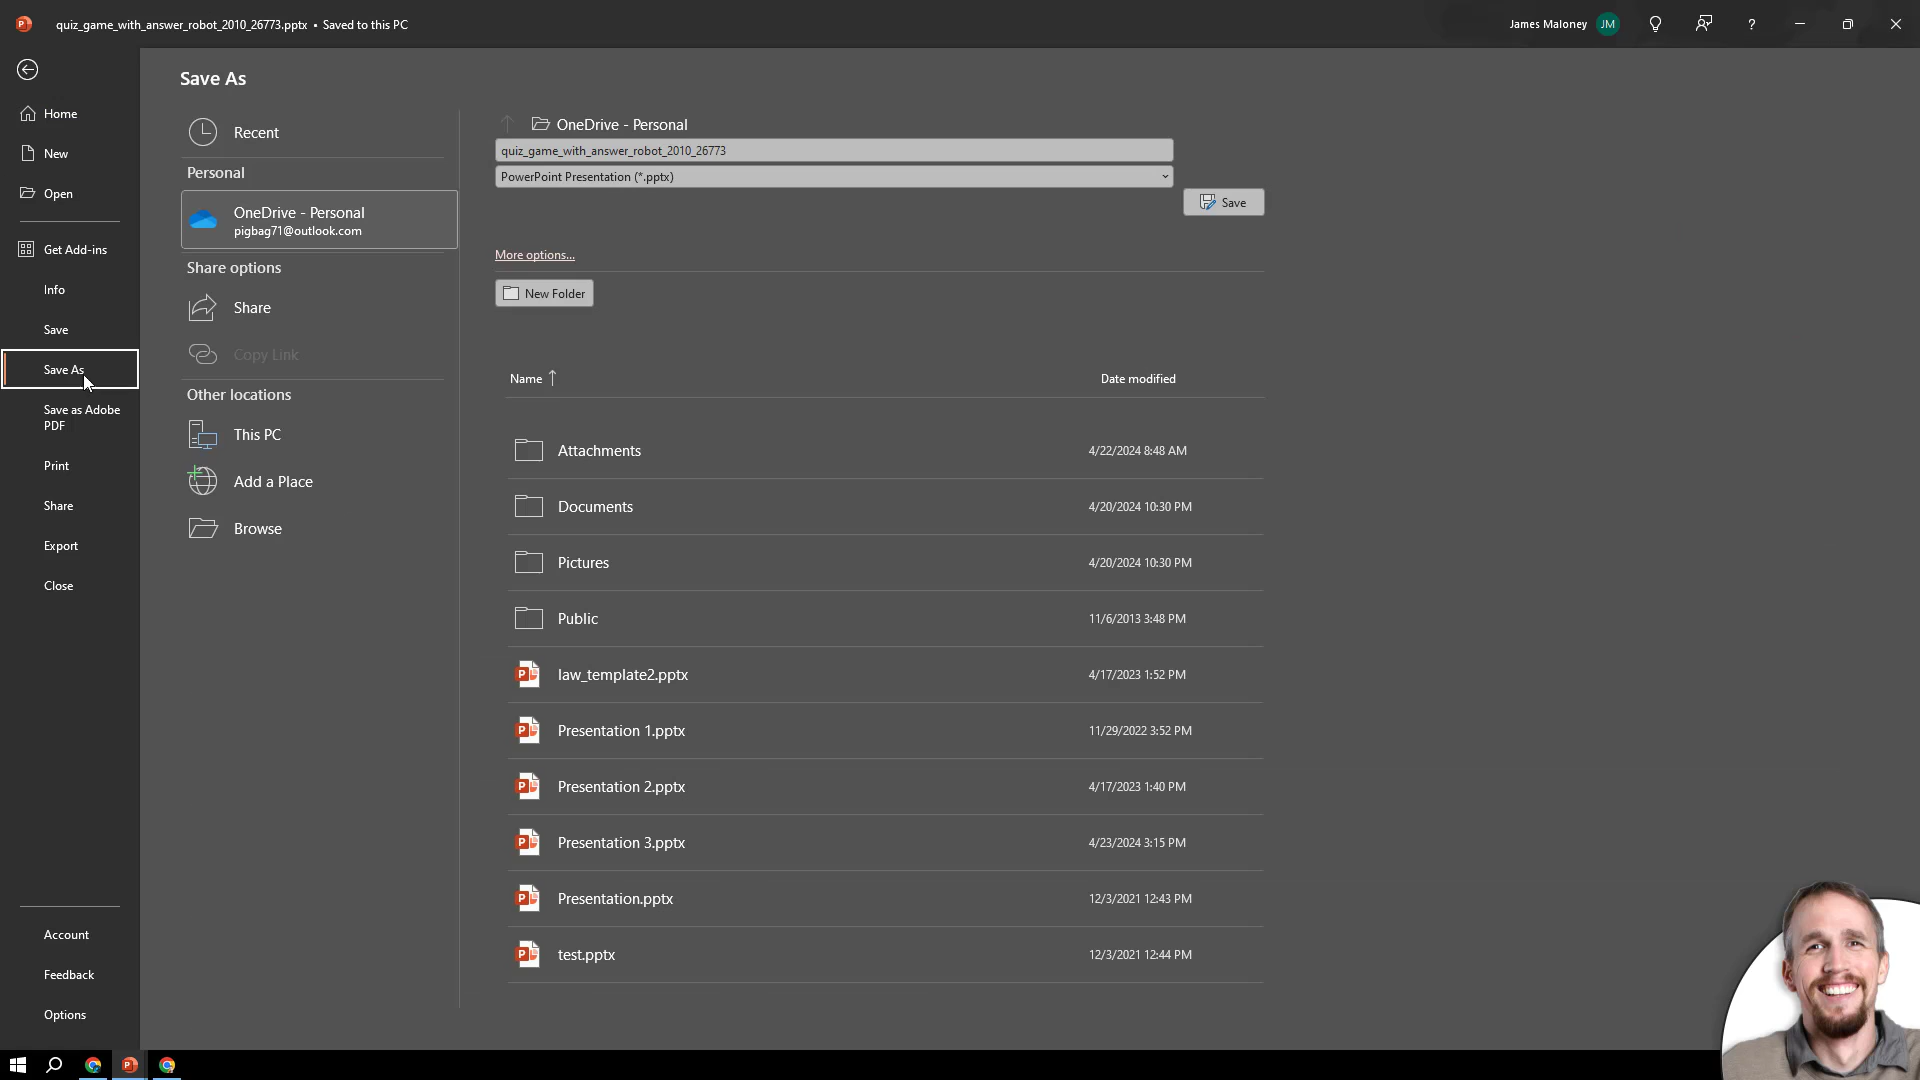 quiz_game_with_answer_robot_2010_26773.pptx • Saved to this PC
James Maloney JM
?
Home
New
Open
Get Add-ins
Info
Save
Save As
Save as Adobe
PDF
Print
Share
Export
Close
Account
Feedback
Options
Save As
Recent
Personal
OneDrive - Personal
pigbag71@outlook.com
Share options
Share
Copy Link
Other locations
This PC
Add a Place
Browse
OneDrive - Personal
quiz_game_with_answer_robot_2010_26773
PowerPoint Presentation (*.pptx)
Save
More options...
New Folder
Name ↑ Date modified
Attachments 4/22/2024 8:48 AM
Documents 4/20/2024 10:30 PM
Pictures 4/20/2024 10:30 PM
Public 11/6/2013 3:48 PM
law_template2.pptx 4/17/2023 1:52 PM
Presentation 1.pptx 11/29/2022 3:52 PM
Presentation 2.pptx 4/17/2023 1:40 PM
Presentation 3.pptx 4/23/2024 3:15 PM
Presentation.pptx 12/3/2021 12:43 PM
test.pptx 12/3/2021 12:44 PM